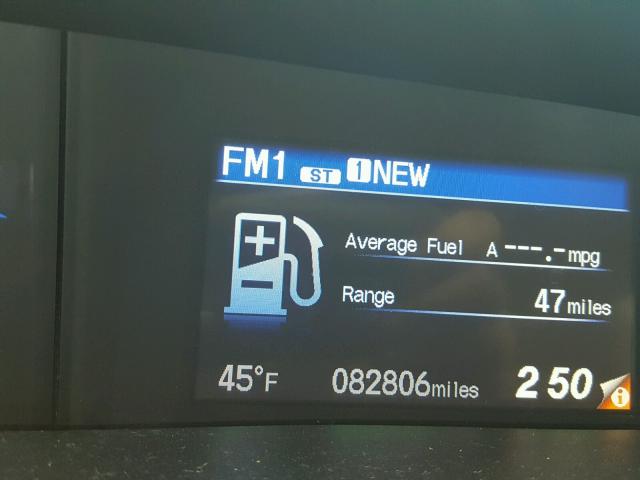 FM1 ST 1 NEW
Average Fuel A ---.- mpg
Range 47 miles
45°F 082806 miles 2 50 i